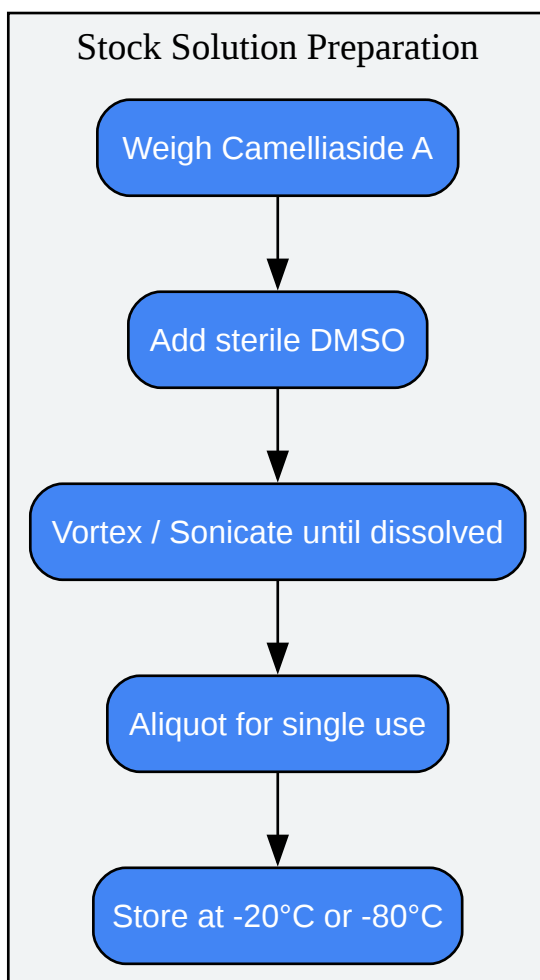 Stock Solution Preparation
Weigh Camelliaside A
Add sterile DMSO
Vortex / Sonicate until dissolved
Aliquot for single use
Store at -20°C or -80°C